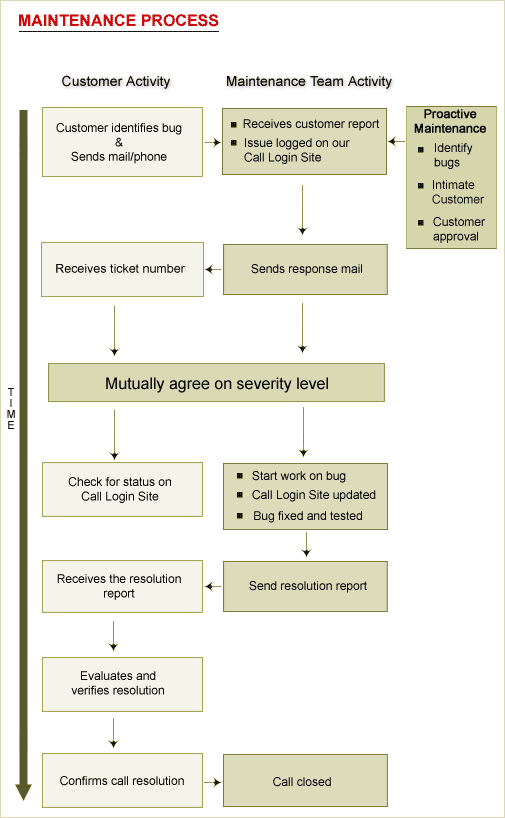 MAINTENANCE PROCESS
Customer Activity
Maintenance Team Activity
Customer identifies bug
&
Sends mail/phone
Receives customer report
Issue logged on our
Call Login Site
Proactive
Maintenance
Identify
bugs
Intimate
Customer
Customer
approval
Receives ticket number
Sends response mail
Mutually agree on severity level
TIME
Check for status on
Call Login Site
Start work on bug
Call Login Site updated
Bug fixed and tested
Receives the resolution
report
Send resolution report
Evaluates and
verifies resolution
Confirms call resolution
Call closed